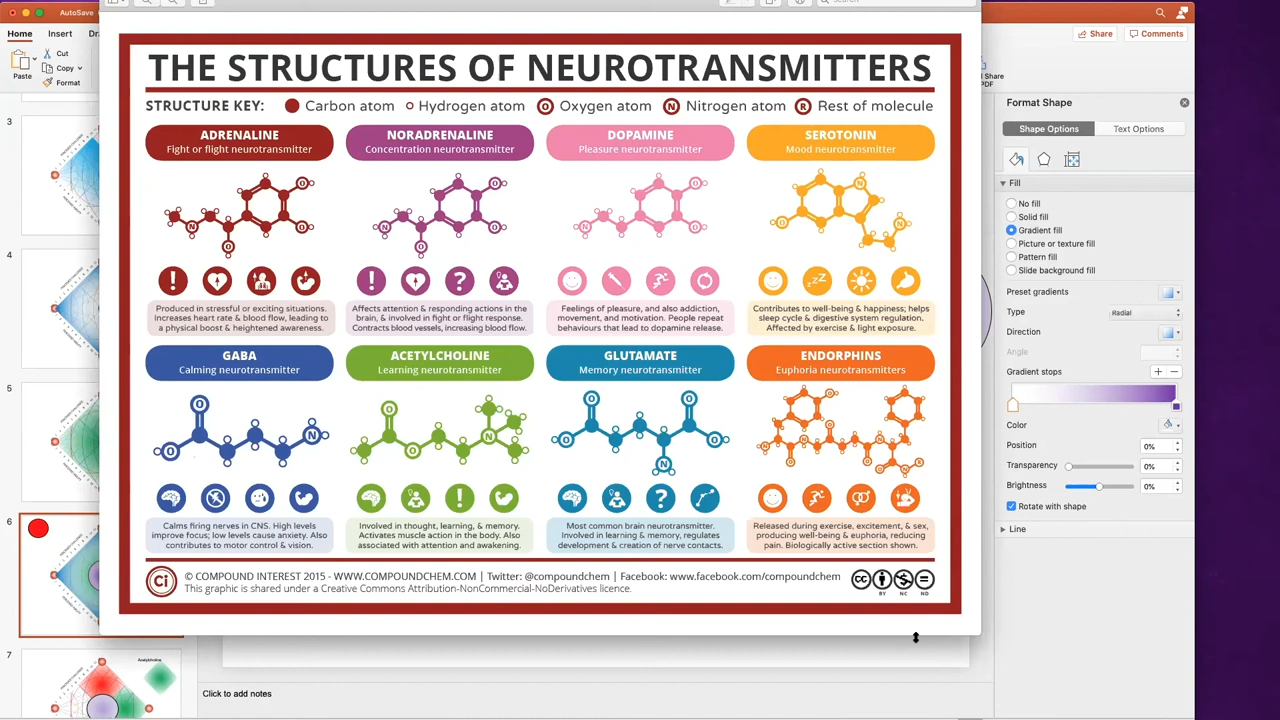 AutoSave
search
Home Insert
Share Comments
Cut
Copy
Format
Paste
Share
PDF
THE STRUCTURES OF NEUROTRANSMITTERS
STRUCTURE KEY: Carbon atom Hydrogen atom O Oxygen atom N Nitrogen atom R Rest of molecule
ADRENALINE
Fight or flight neurotransmitter
Produced in stressful or exciting situations.
Increases heart rate & blood flow, leading to
a physical boost & heightened awareness.
NORADRENALINE
Concentration neurotransmitter
Affects attention & responding actions in the
brain, & involved in fight or flight response.
Contracts blood vessels, increasing blood flow.
DOPAMINE
Pleasure neurotransmitter
Feelings of pleasure, and also addiction,
movement, and motivation. People repeat
behaviours that lead to dopamine release.
SEROTONIN
Mood neurotransmitter
Contributes to well-being & happiness; helps
sleep cycle & digestive system regulation.
Affected by exercise & light exposure.
GABA
Calming neurotransmitter
Calms firing nerves in CNS. High levels
improve focus; low levels cause anxiety. Also
contributes to motor control & vision.
ACETYLCHOLINE
Learning neurotransmitter
Involved in thought, learning, & memory.
Activates muscle action in the body. Also
associated with attention and awakening.
GLUTAMATE
Memory neurotransmitter
Most common brain neurotransmitter.
Involved in learning & memory, regulates
development & creation of nerve contacts.
ENDORPHINS
Euphoria neurotransmitters
Released during exercise, excitement, & sex,
producing well-being & euphoria, reducing
pain. Biologically active section shown.
Ci © COMPOUND INTEREST 2015 - WWW.COMPOUNDCHEM.COM | Twitter: @compoundchem | Facebook: www.facebook.com/compoundchem
This graphic is shared under a Creative Commons Attribution-NonCommercial-NoDerivatives licence.
cc BY NC ND
3
4
5
6
7
Acetylcholine
Click to add notes
Format Shape
Shape Options Text Options
Fill
No fill
Solid fill
Gradient fill
Picture or texture fill
Pattern fill
Slide background fill
Preset gradients
Type Radial
Direction
Angle
Gradient stops
Color
Position 0%
Transparency 0%
Brightness 0%
Rotate with shape
Line